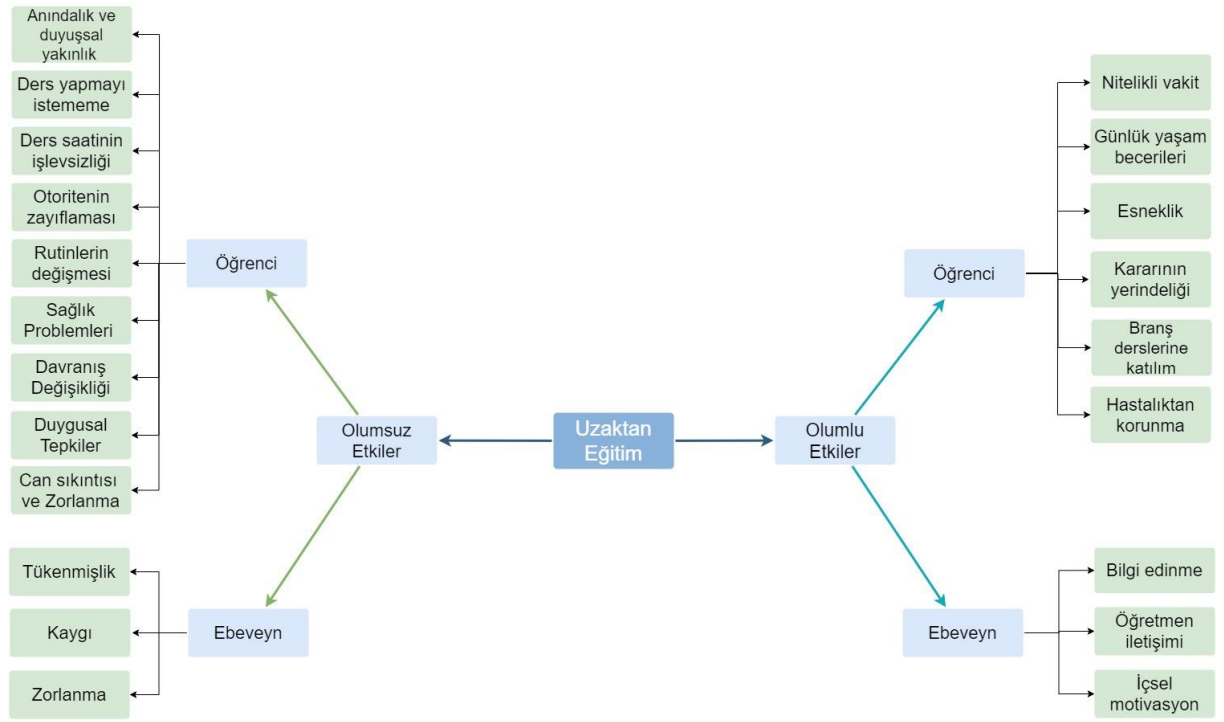 Anındalık ve
duyuşsal
yakınlık
Ders yapmayı
istememe
Ders saatinin
işlevsizliği
Otoritenin
zayıflaması
Rutinlerin
değişmesi
Sağlık
Problemleri
Davranış
Değişikliği
Duygusal
Tepkiler
Can sıkıntısı
ve Zorlanma
Öğrenci
Olumsuz
Etkiler
Tükenmişlik
Kaygı
Zorlanma
Ebeveyn
Uzaktan
Eğitim
Olumlu
Etkiler
Öğrenci
Nitelikli vakit
Günlük yaşam
becerileri
Esneklik
Kararının
yerindeliği
Branş
derslerine
katılım
Hastalıktan
korunma
Ebeveyn
Bilgi edinme
Öğretmen
iletişimi
İçsel
motivasyon